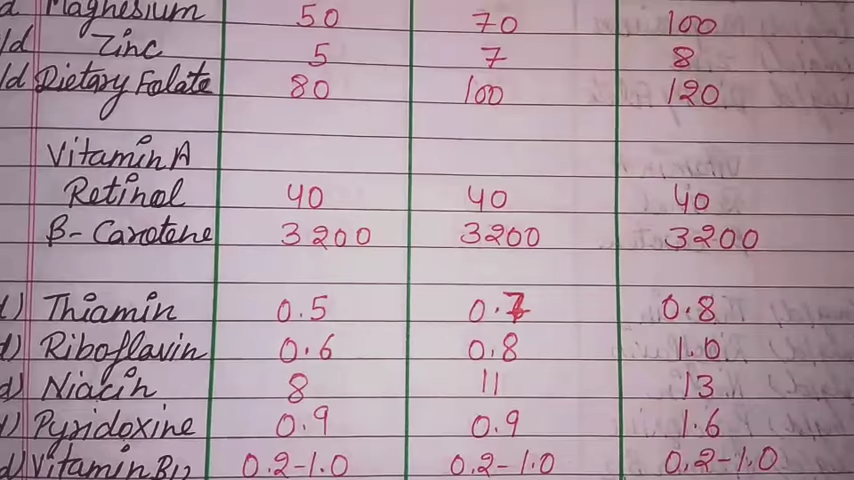 d Magnesium 50 70 100
/d Zinc 5 7 8
/d Dietary Folate 80 100 120
Vitamin A
Retinol 40 40 40
β-Carotene 3200 3200 3200
) Thiamin 0.5 0.7 0.8
d) Riboflavin 0.6 0.8 1.0
d) Niacin 8 11 13
) Pyridoxine 0.9 0.9 1.6
d) Vitamin B12 0.2-1.0 0.2-1.0 0.2-1.0